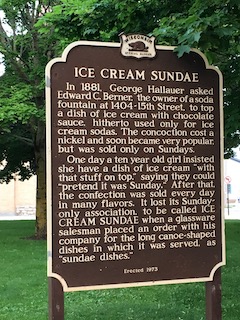 WISCONSIN
ICE CREAM SUNDAE
In 1881, George Hallauer asked
Edward C. Berner, the owner of a soda
fountain at 1404-15th Street, to top
a dish of ice cream with chocolate
sauce, hitherto used only for ice
cream sodas. The concoction cost a
nickel and soon became very popular,
but was sold only on Sundays.
One day a ten year old girl insisted
she have a dish of ice cream "with
that stuff on top," saying they could
"pretend it was Sunday." After that,
the confection was sold every day
in many flavors. It lost its Sunday-
only association, to be called ICE
CREAM SUNDAE when a glassware
salesman placed an order with his
company for the long canoe-shaped
dishes in which it was served, as
"sundae dishes."
Erected 1973